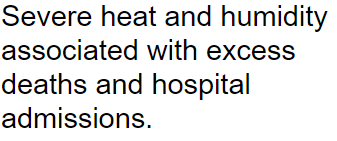 Severe heat and humidity
associated with excess
deaths and hospital
admissions.